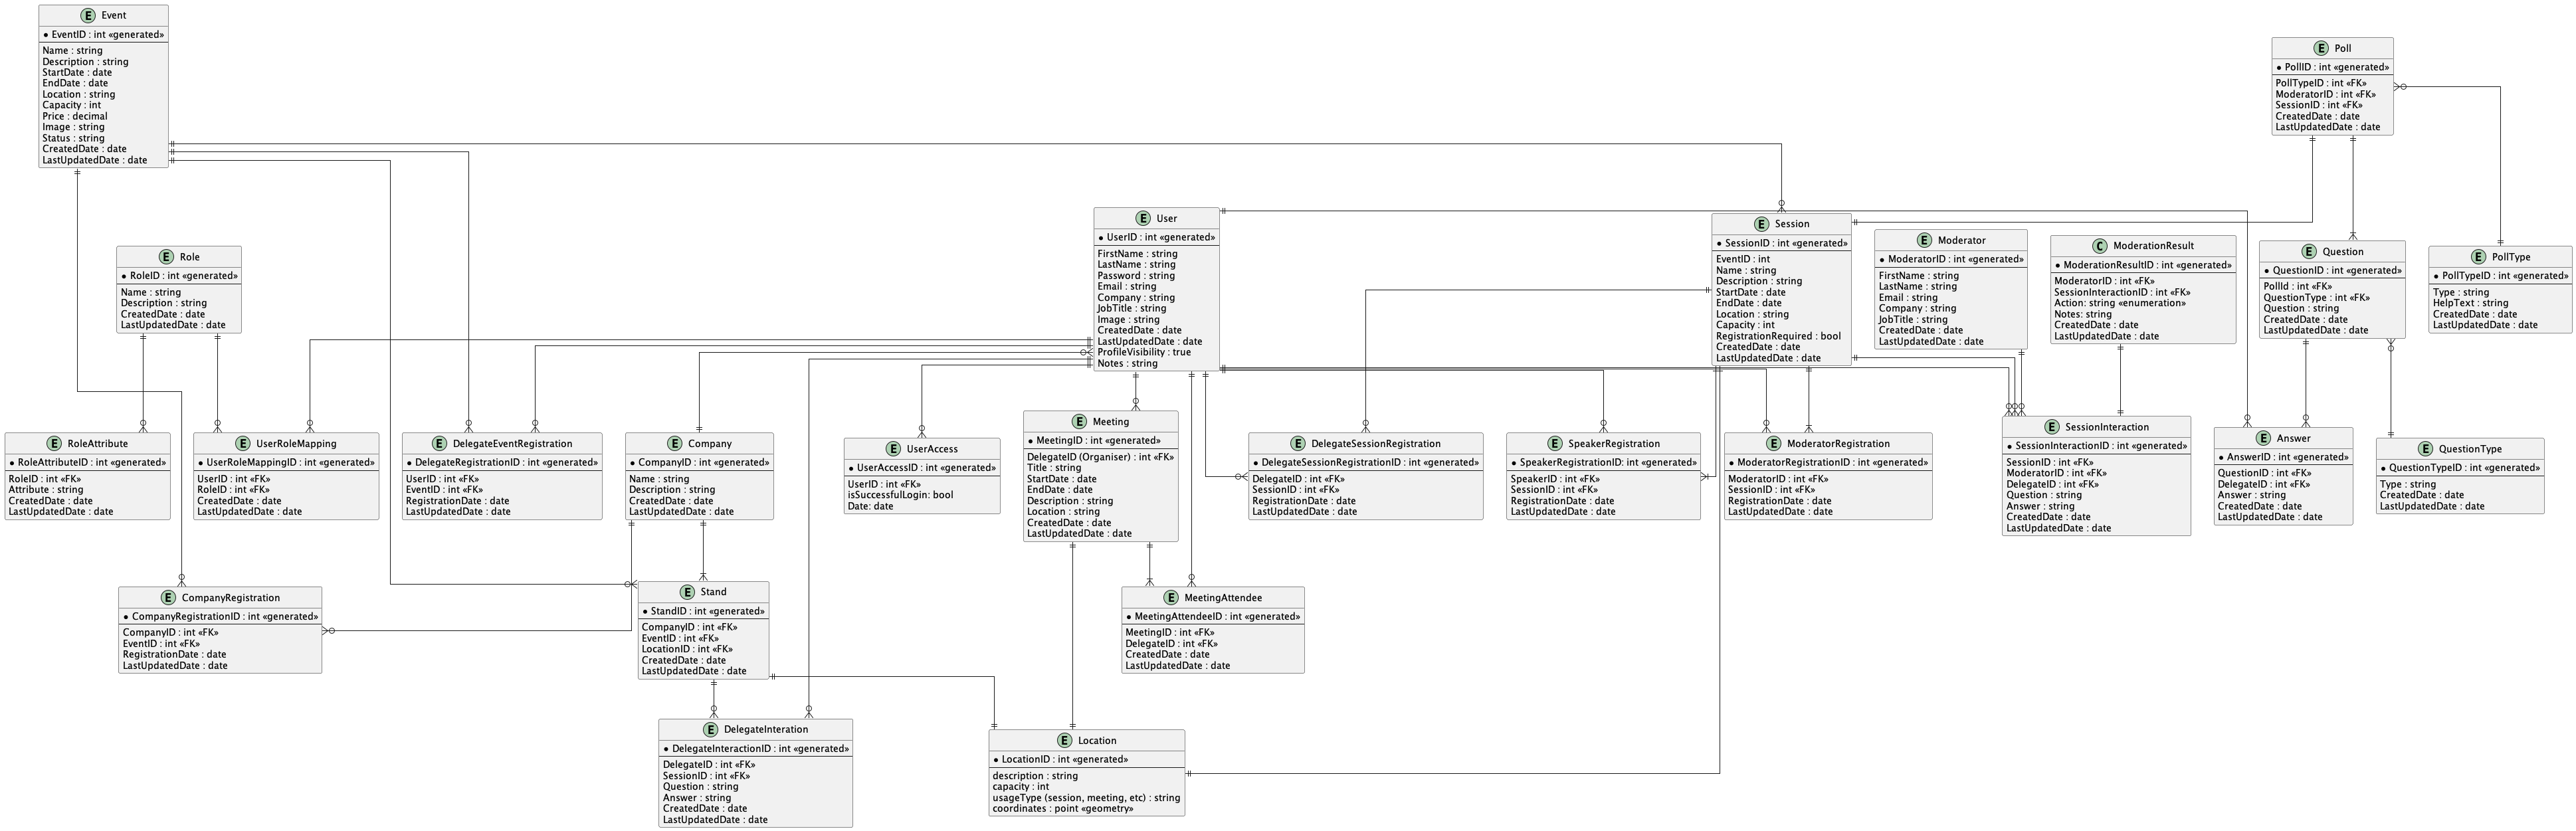 E Event
• EventID : int «generated»
Name : string
Description : string
StartDate : date
EndDate : date
Location : string
Capacity : int
Price : decimal
Image : string
Status : string
CreatedDate : date
LastUpdatedDate : date
E Poll
• PollID : int «generated»
PollTypeID : int «FK»
ModeratorID : int «FK»
SessionID : int «FK»
CreatedDate : date
LastUpdatedDate : date
E Role
• RoleID : int «generated»
Name : string
Description : string
CreatedDate : date
LastUpdatedDate : date
E User
• UserID : int «generated»
FirstName : string
LastName : string
Password : string
Email : string
Company : string
JobTitle : string
Image : string
CreatedDate : date
LastUpdatedDate : date
ProfileVisibility : true
Notes : string
E Session
• SessionID : int «generated»
EventID : int
Name : string
Description : string
StartDate : date
EndDate : date
Location : string
Capacity : int
RegistrationRequired : bool
CreatedDate : date
LastUpdatedDate : date
E Moderator
• ModeratorID : int «generated»
FirstName : string
LastName : string
Email : string
Company : string
JobTitle : string
CreatedDate : date
LastUpdatedDate : date
C ModerationResult
• ModerationResultID : int «generated»
ModeratorID : int «FK»
SessionInteractionID : int «FK»
Action: string «enumeration»
Notes: string
CreatedDate : date
LastUpdatedDate : date
E Question
• QuestionID : int «generated»
PollId : int «FK»
QuestionType : int «FK»
Question : string
CreatedDate : date
LastUpdatedDate : date
E PollType
• PollTypeID : int «generated»
Type : string
HelpText : string
CreatedDate : date
LastUpdatedDate : date
E RoleAttribute
• RoleAttributeID : int «generated»
RoleID : int «FK»
Attribute : string
CreatedDate : date
LastUpdatedDate : date
E UserRoleMapping
• UserRoleMappingID : int «generated»
UserID : int «FK»
RoleID : int «FK»
CreatedDate : date
LastUpdatedDate : date
E DelegateEventRegistration
• DelegateRegistrationID : int «generated»
UserID : int «FK»
EventID : int «FK»
RegistrationDate : date
LastUpdatedDate : date
E Company
• CompanyID : int «generated»
Name : string
Description : string
CreatedDate : date
LastUpdatedDate : date
E UserAccess
• UserAccessID : int «generated»
UserID : int «FK»
isSuccessfulLogin: bool
Date: date
E Meeting
• MeetingID : int «generated»
DelegateID (Organiser) : int «FK»
Title : string
StartDate : date
EndDate : date
Description : string
Location : string
CreatedDate : date
LastUpdatedDate : date
E DelegateSessionRegistration
• DelegateSessionRegistrationID : int «generated»
DelegateID : int «FK»
SessionID : int «FK»
RegistrationDate : date
LastUpdatedDate : date
E SpeakerRegistration
• SpeakerRegistrationID: int «generated»
SpeakerID : int «FK»
SessionID : int «FK»
RegistrationDate : date
LastUpdatedDate : date
E ModeratorRegistration
• ModeratorRegistrationID : int «generated»
ModeratorID : int «FK»
SessionID : int «FK»
RegistrationDate : date
LastUpdatedDate : date
E SessionInteraction
• SessionInteractionID : int «generated»
SessionID : int «FK»
ModeratorID : int «FK»
DelegateID : int «FK»
Question : string
Answer : string
CreatedDate : date
LastUpdatedDate : date
E Answer
• AnswerID : int «generated»
QuestionID : int «FK»
DelegateID : int «FK»
Answer : string
CreatedDate : date
LastUpdatedDate : date
E QuestionType
• QuestionTypeID : int «generated»
Type : string
CreatedDate : date
LastUpdatedDate : date
E CompanyRegistration
• CompanyRegistrationID : int «generated»
CompanyID : int «FK»
EventID : int «FK»
RegistrationDate : date
LastUpdatedDate : date
E Stand
• StandID : int «generated»
CompanyID : int «FK»
EventID : int «FK»
LocationID : int «FK»
CreatedDate : date
LastUpdatedDate : date
E MeetingAttendee
• MeetingAttendeeID : int «generated»
MeetingID : int «FK»
DelegateID : int «FK»
CreatedDate : date
LastUpdatedDate : date
E DelegateInteration
• DelegateInteractionID : int «generated»
DelegateID : int «FK»
SessionID : int «FK»
Question : string
Answer : string
CreatedDate : date
LastUpdatedDate : date
E Location
• LocationID : int «generated»
description : string
capacity : int
usageType (session, meeting, etc) : string
coordinates : point «geometry»